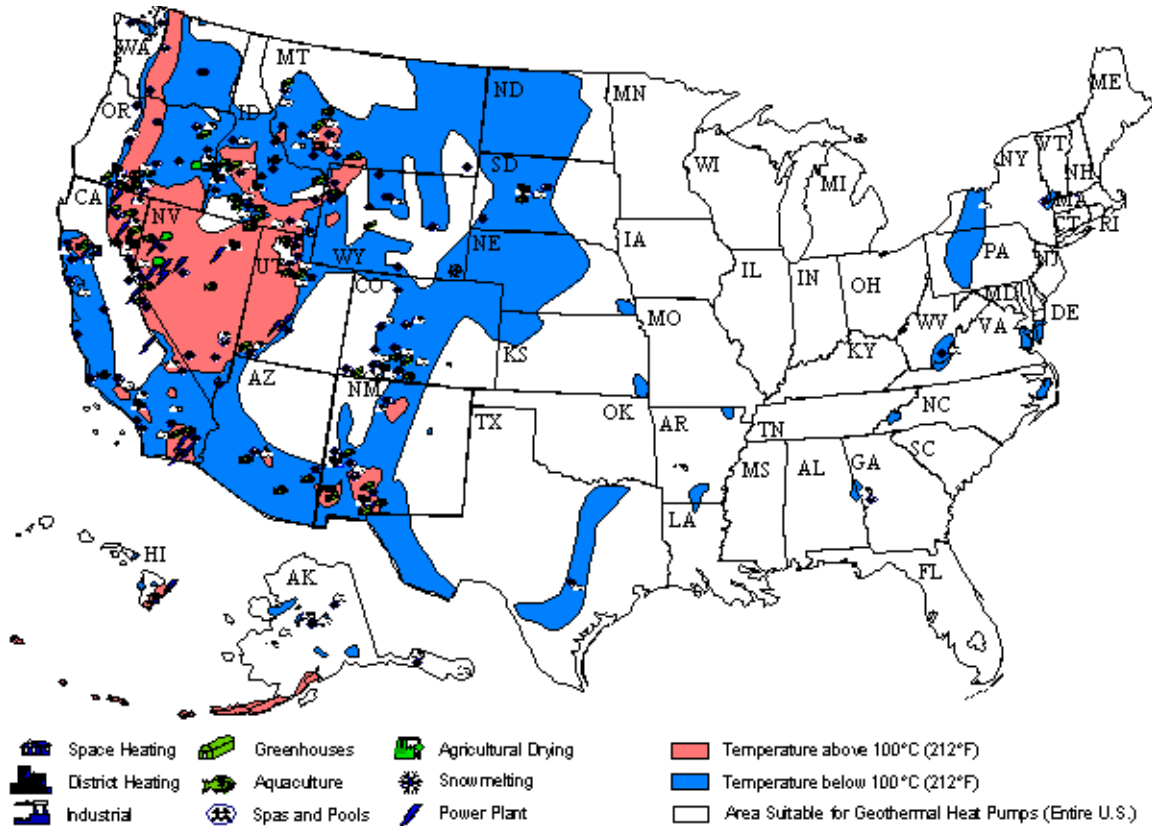 WA
MT
ND
MN
ME
OR
ID
VT
NY
NH
WI
SD
MI
CA
MA
NV
CT
RI
IA
NE
PA
UT
WY
NJ
IL
IN
OH
CO
MD
DE
MO
WV
VA
KS
KY
AZ
NM
OK
NC
TX
AR
TN
SC
MS
AL
GA
LA
HI
FL
AK
Space Heating
Greenhouses
Agricultural Drying
Temperature above 100°C (212°F)
District Heating
Aquaculture
Snowmelting
Temperature below 100°C (212°F)
Industrial
Spas and Pools
Power Plant
Area Suitable for Geothermal Heat Pumps (Entire U.S.)